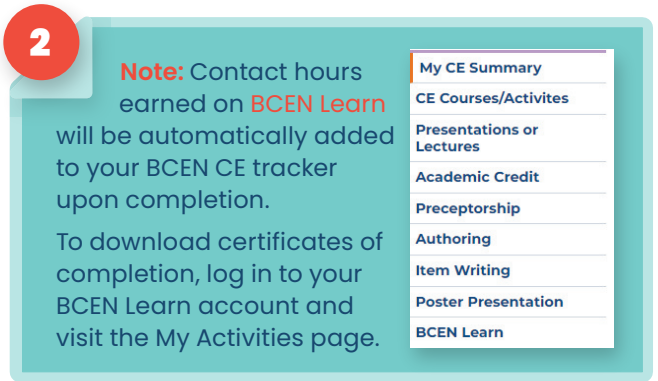 2
Note: Contact hours
earned on BCEN Learn
will be automatically added
to your BCEN CE tracker
upon completion.
To download certificates of
completion, log in to your
BCEN Learn account and
visit the My Activities page.
My CE Summary
CE Courses/Activites
Presentations or
Lectures
Academic Credit
Preceptorship
Authoring
Item Writing
Poster Presentation
BCEN Learn